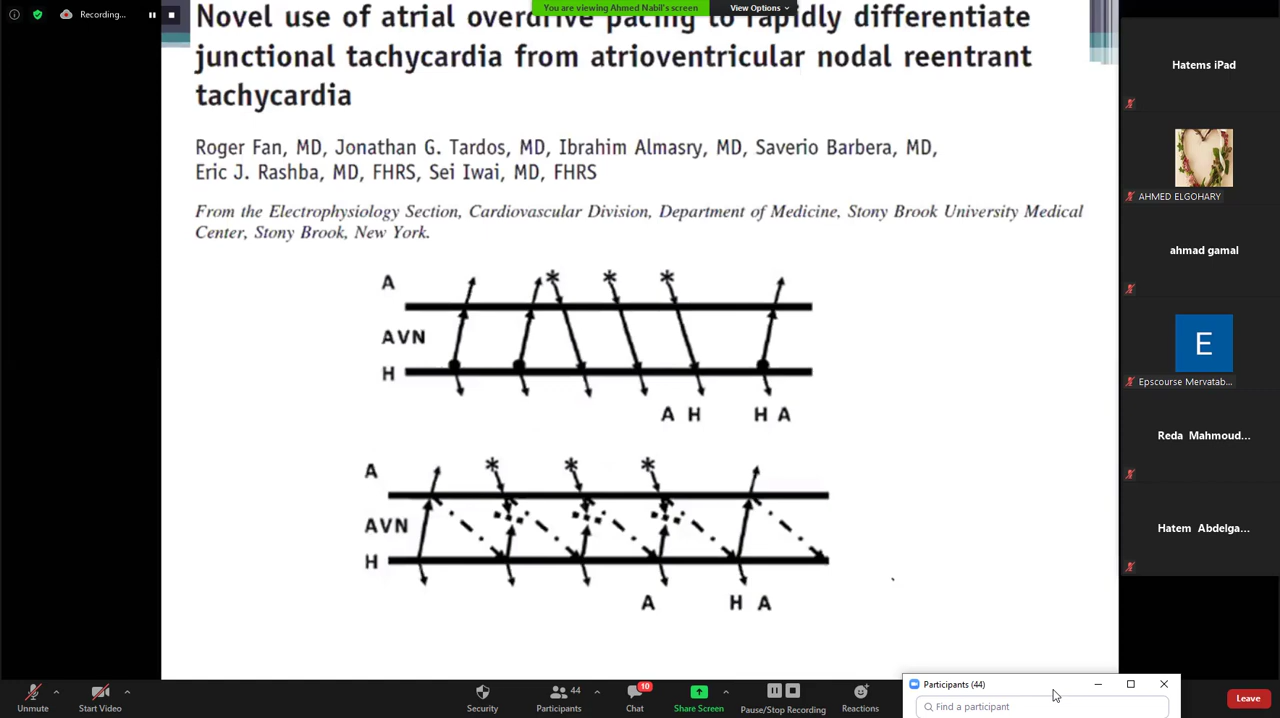 Recording...
You are viewing Ahmed Nabil's screen
View Options
Novel use of atrial overdrive pacing to rapidly differentiate
junctional tachycardia from atrioventricular nodal reentrant
tachycardia
Roger Fan, MD, Jonathan G. Tardos, MD, Ibrahim Almasry, MD, Saverio Barbera, MD,
Eric J. Rashba, MD, FHRS, Sei Iwai, MD, FHRS
From the Electrophysiology Section, Cardiovascular Division, Department of Medicine, Stony Brook University Medical
Center, Stony Brook, New York.
A
* * *
AVN
H
A H H A
A
* * *
AVN
H
A H A
Hatems iPad
AHMED ELGOHARY
ahmad gamal
E
Epscourse Mervatab...
Reda Mahmoud...
Hatem Abdelga...
Participants (44)
Find a participant
Unmute
Start Video
Security
44
Participants
10
Chat
Share Screen
Pause/Stop Recording
Reactions
Leave